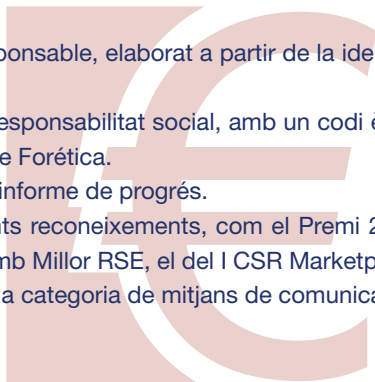 ponsable, elaborat a partir de la ide
esponsabilitat social, amb un codi
e Forética.
informe de progrés.
nts reconeixements, com el Premi 2
mb Millor RSE, el del I CSR Marketp
a categoria de mitjans de comunica